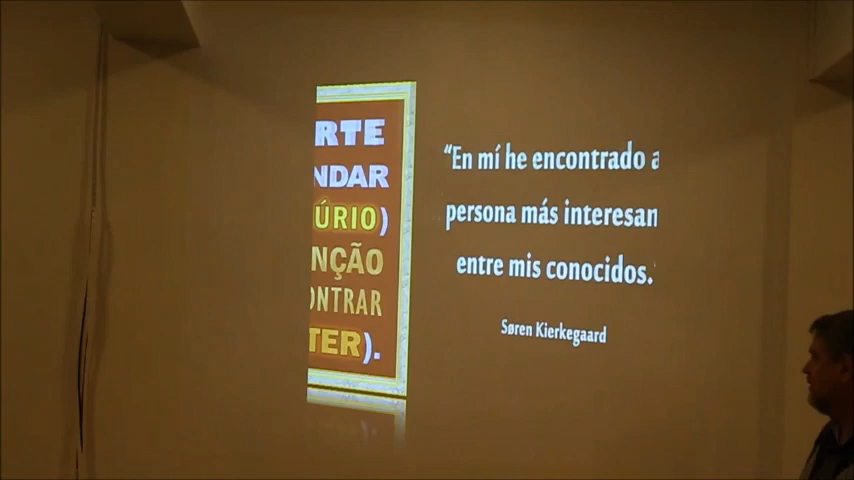 RTE
NDAR
ÚRIO)
NÇÃO
ONTRAR
TER).
“En mí he encontrado a
persona más interesan
entre mis conocidos.
Søren Kierkegaard